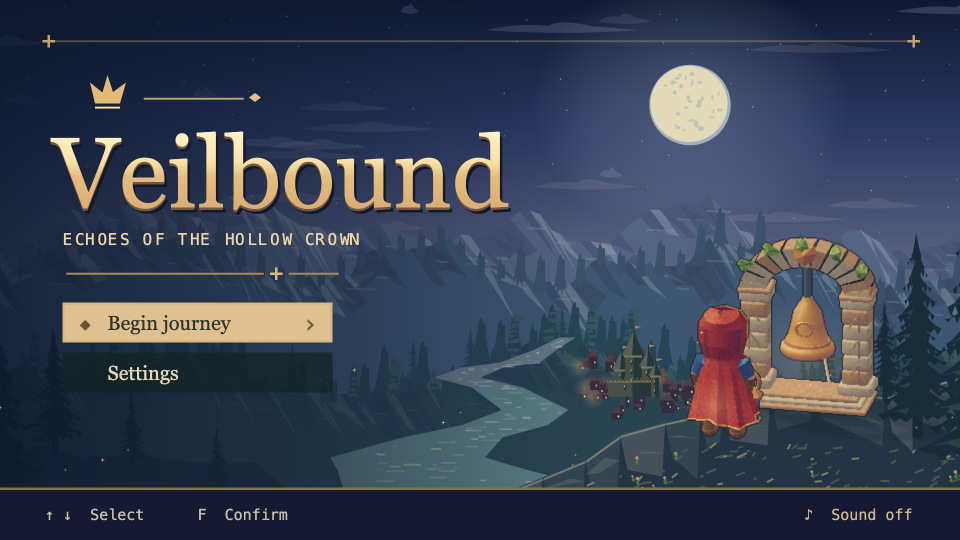 Veilbound
ECHOES OF THE HOLLOW CROWN
Begin journey
Settings
↑ ↓ Select F Confirm ♪ Sound off